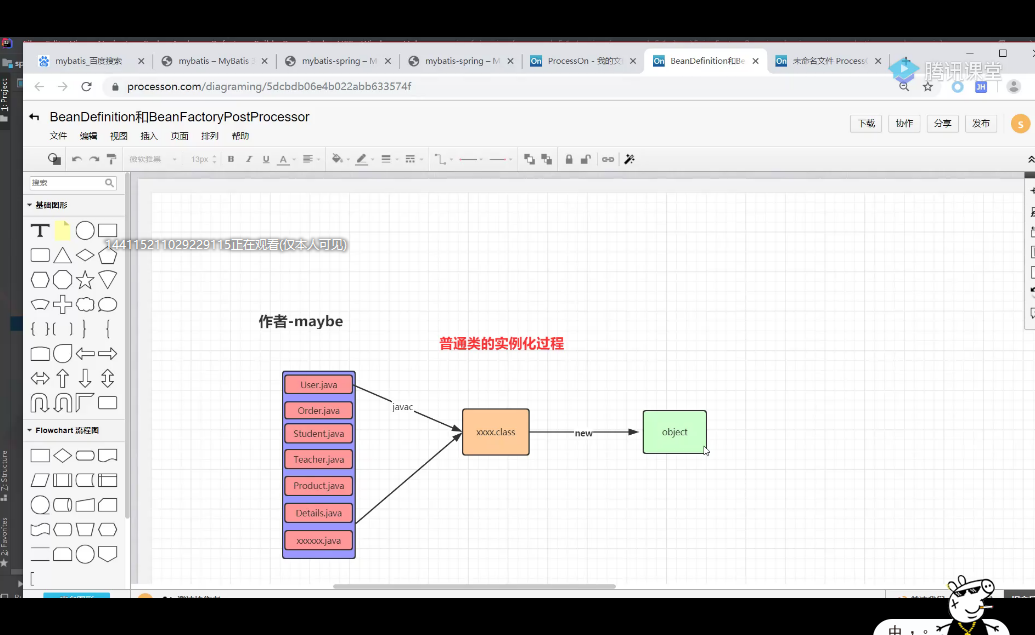 mybatis_百度搜索
mybatis – MyBatis
mybatis-spring – M
mybatis-spring – M
On ProcessOn - 我的文
On BeanDefinition和Be
On 未命名文件 Process
腾讯课堂
processon.com/diagraming/5dcbdb06e4b022abb633574f
JH
BeanDefinition和BeanFactoryPostProcessor
文件 编辑 视图 插入 页面 排列 帮助
下载 协作 分享 发布
S
微软雅黑 13px B I U A
搜索
基础图形
T
144115211029229115正在观看(仅本人可见)
Flowchart 流程图
1: Project
7: Structure
2: Favorites
作者-maybe
普通类的实例化过程
User.java
Order.java
Student.java
Teacher.java
Product.java
Details.java
xxxxxx.java
javac
xxxx.class
new
object
中 , 。